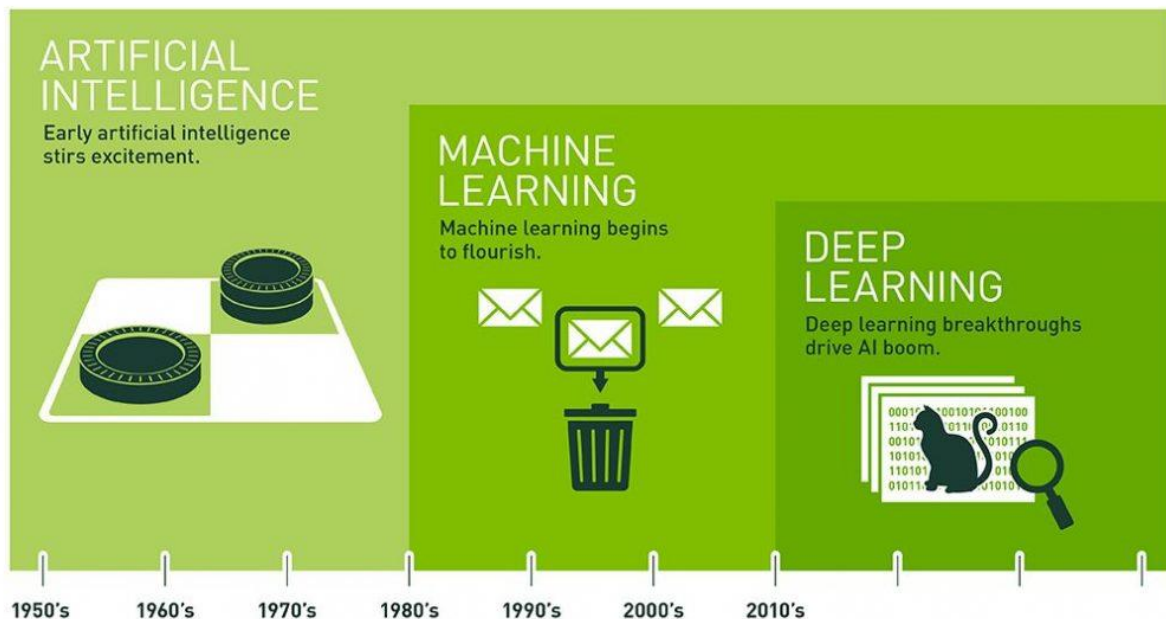 ARTIFICIAL
INTELLIGENCE
Early artificial intelligence
stirs excitement.
MACHINE
LEARNING
Machine learning begins
to flourish.
DEEP
LEARNING
Deep learning breakthroughs
drive AI boom.
1950's 1960's 1970's 1980's 1990's 2000's 2010's